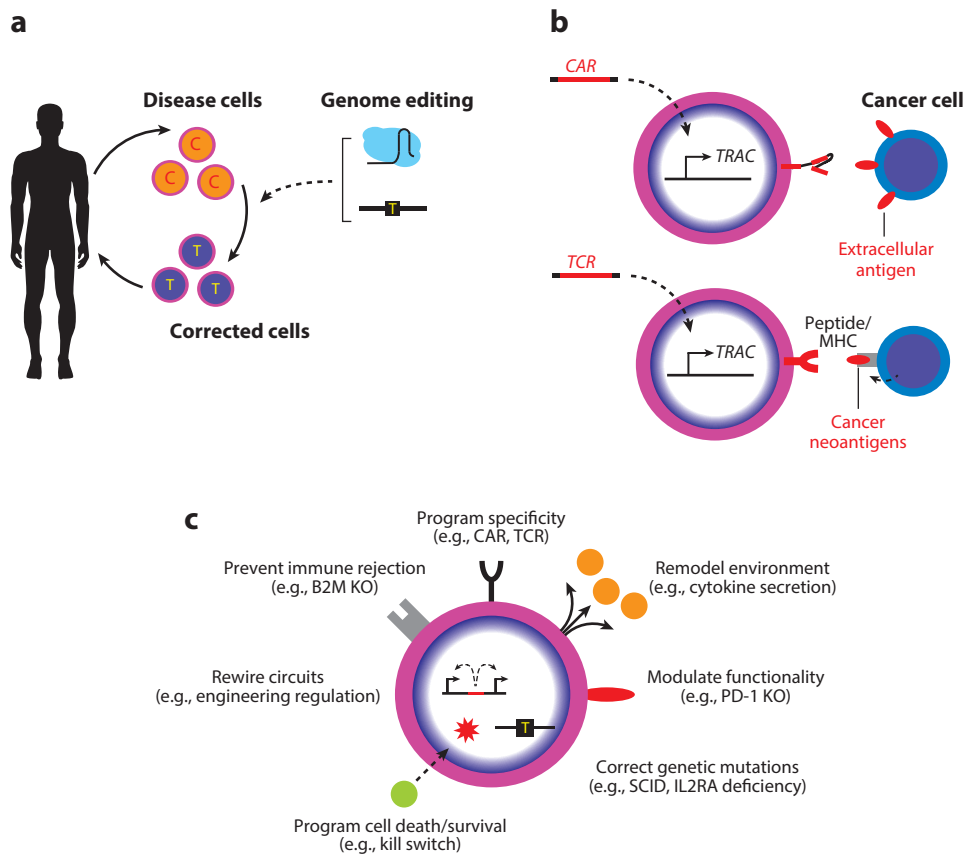 a
Disease cells
Genome editing
C
C
C
T
T
T
T
Corrected cells
b
CAR
TRAC
Cancer cell
Extracellular
antigen
TCR
TRAC
Peptide/
MHC
Cancer
neoantigens
c
Program specificity
(e.g., CAR, TCR)
Prevent immune rejection
(e.g., B2M KO)
Remodel environment
(e.g., cytokine secretion)
Rewire circuits
(e.g., engineering regulation)
Modulate functionality
(e.g., PD-1 KO)
T
Correct genetic mutations
(e.g., SCID, IL2RA deficiency)
Program cell death/survival
(e.g., kill switch)